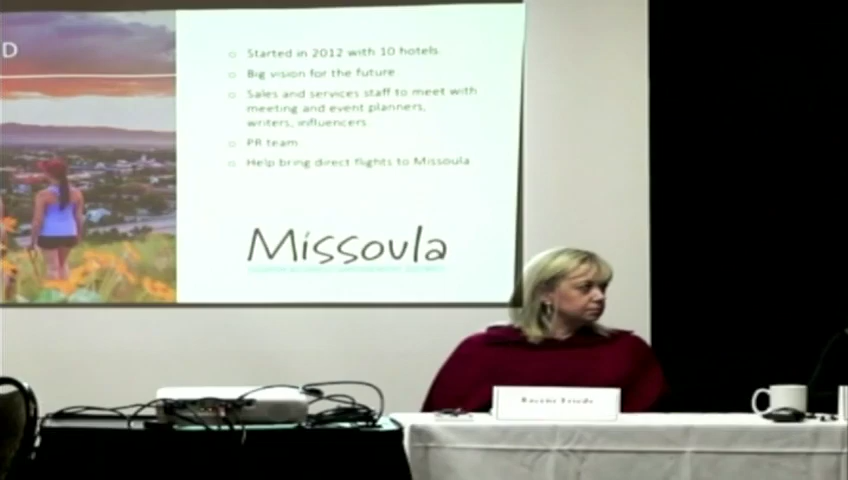 D
Started in 2012 with 10 hotels
Big vision for the future
Sales and services staff to meet with
meeting and event planners,
writers, influencers
PR team
Help bring direct flights to Missoula
Missoula